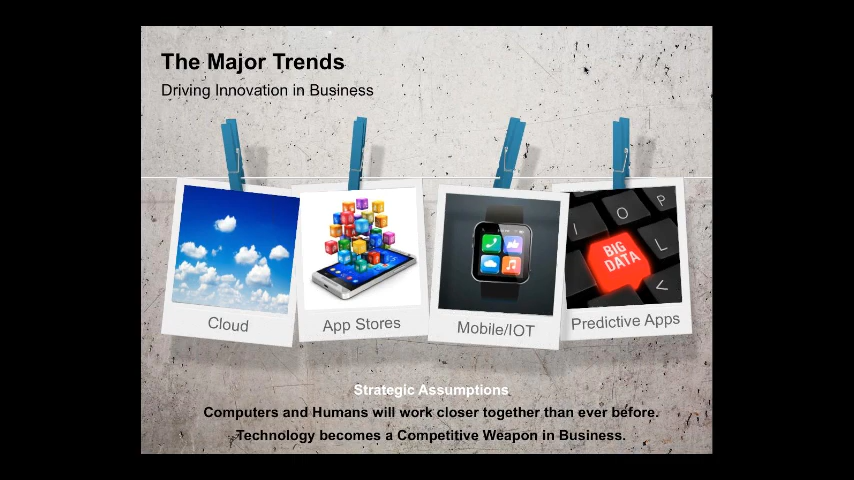 The Major Trends
Driving Innovation in Business
I O P
L
BIG
DATA
<
Cloud
App Stores
Mobile/IOT
Predictive Apps
Strategic Assumptions
Computers and Humans will work closer together than ever before.
Technology becomes a Competitive Weapon in Business.